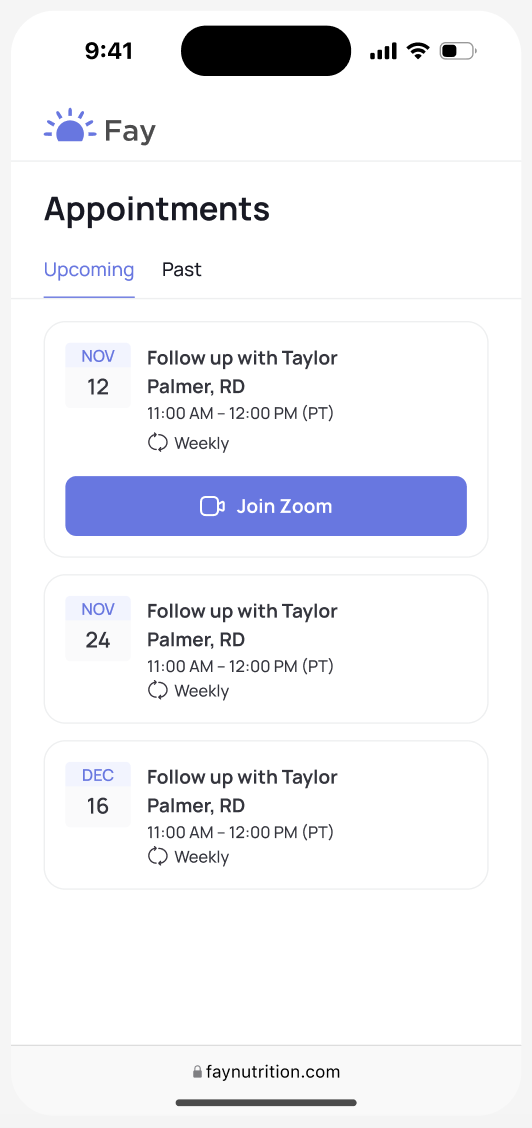 9:41
Fay
Appointments
Upcoming Past
NOV
12
Follow up with Taylor
Palmer, RD
11:00 AM – 12:00 PM (PT)
Weekly
Join Zoom
NOV
24
Follow up with Taylor
Palmer, RD
11:00 AM – 12:00 PM (PT)
Weekly
DEC
16
Follow up with Taylor
Palmer, RD
11:00 AM – 12:00 PM (PT)
Weekly
faynutrition.com